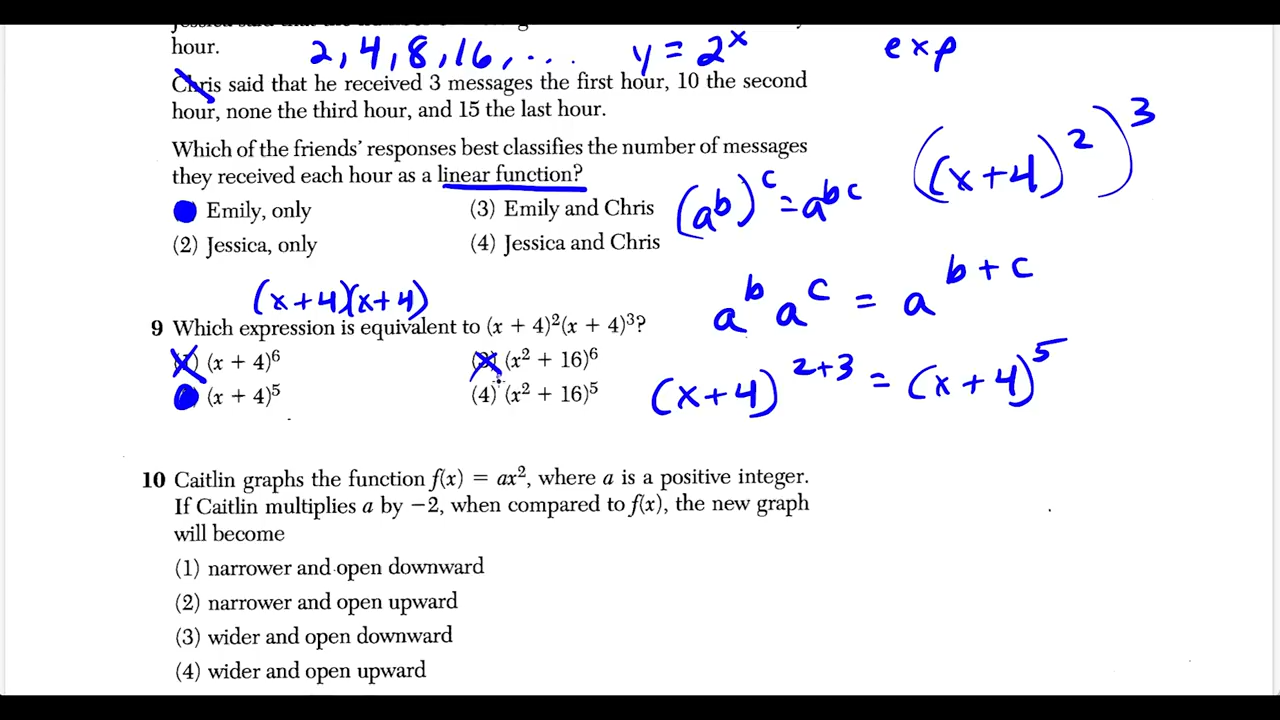 hour.
2, 4, 8, 16, ... y = 2^x exp
Chris said that he received 3 messages the first hour, 10 the second
hour, none the third hour, and 15 the last hour.
((x+4)^2)^3
Which of the friends' responses best classifies the number of messages
they received each hour as a linear function?
(a^b)^c = a^bc
Emily, only (3) Emily and Chris
(2) Jessica, only (4) Jessica and Chris
a^b a^c = a^b+c
(x+4)(x+4)
9 Which expression is equivalent to (x + 4)²(x + 4)³?
(x + 4)⁶ (x² + 16)⁶
(x + 4)⁵ (4) (x² + 16)⁵
(x+4)^2+3 = (x+4)^5
10 Caitlin graphs the function f(x) = ax², where a is a positive integer.
If Caitlin multiplies a by −2, when compared to f(x), the new graph
will become
(1) narrower and open downward
(2) narrower and open upward
(3) wider and open downward
(4) wider and open upward